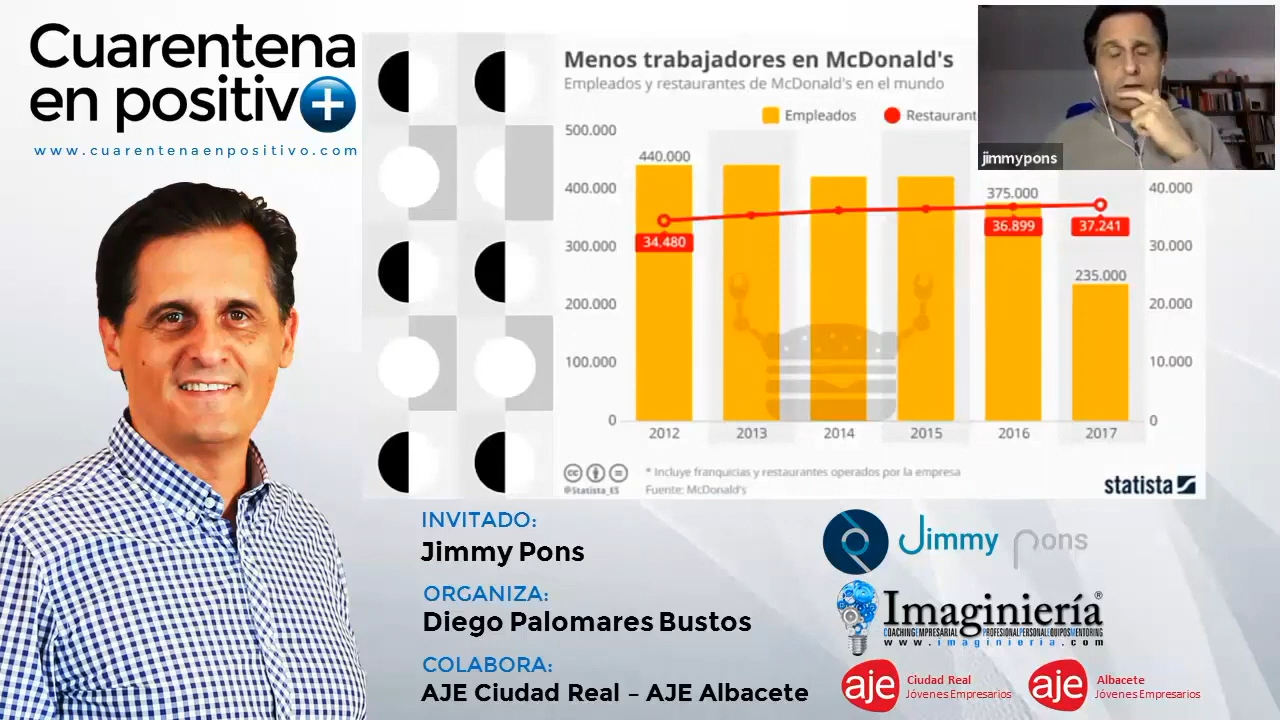 Cuarentena
en positiv+
www.cuarentenaenpositivo.com
Menos trabajadores en McDonald's
Empleados y restaurantes de McDonald's en el mundo
Empleados
Restaurant
jimmypons
500.000
400.000
300.000
200.000
100.000
0
440.000
375.000
235.000
34.480
36.899
37.241
40.000
30.000
20.000
10.000
0
2012 2013 2014 2015 2016 2017
* Incluye franquicias y restaurantes operados por la empresa
@Statista_ES Fuente: McDonald's
statista
INVITADO:
Jimmy Pons
ORGANIZA:
Diego Palomares Bustos
COLABORA:
AJE Ciudad Real – AJE Albacete
Jimmy pons
Imaginiería®
COACHINGEMPRESARIAL PROFESIONALPERSONALEQUIPOSMENTORING
www.imaginieria.com
aje Ciudad Real
Jóvenes Empresarios
aje Albacete
Jóvenes Empresarios